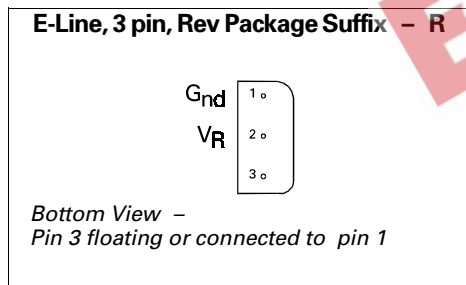 E-Line, 3 pin, Rev Package Suffix – R
Gnd 1
VR 2
3
Bottom View –
Pin 3 floating or connected to pin 1